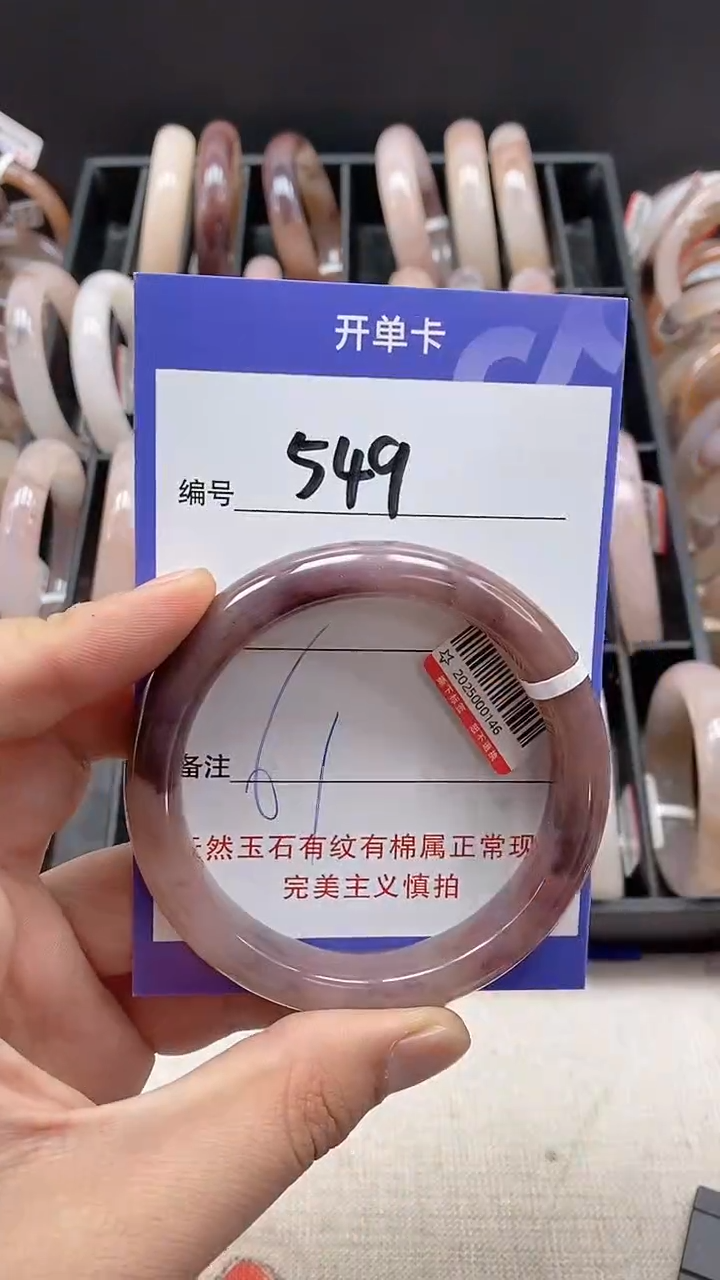 开单卡
编号 549
2025000146
备注 61
天然玉石有纹有棉属正常现
完美主义慎拍